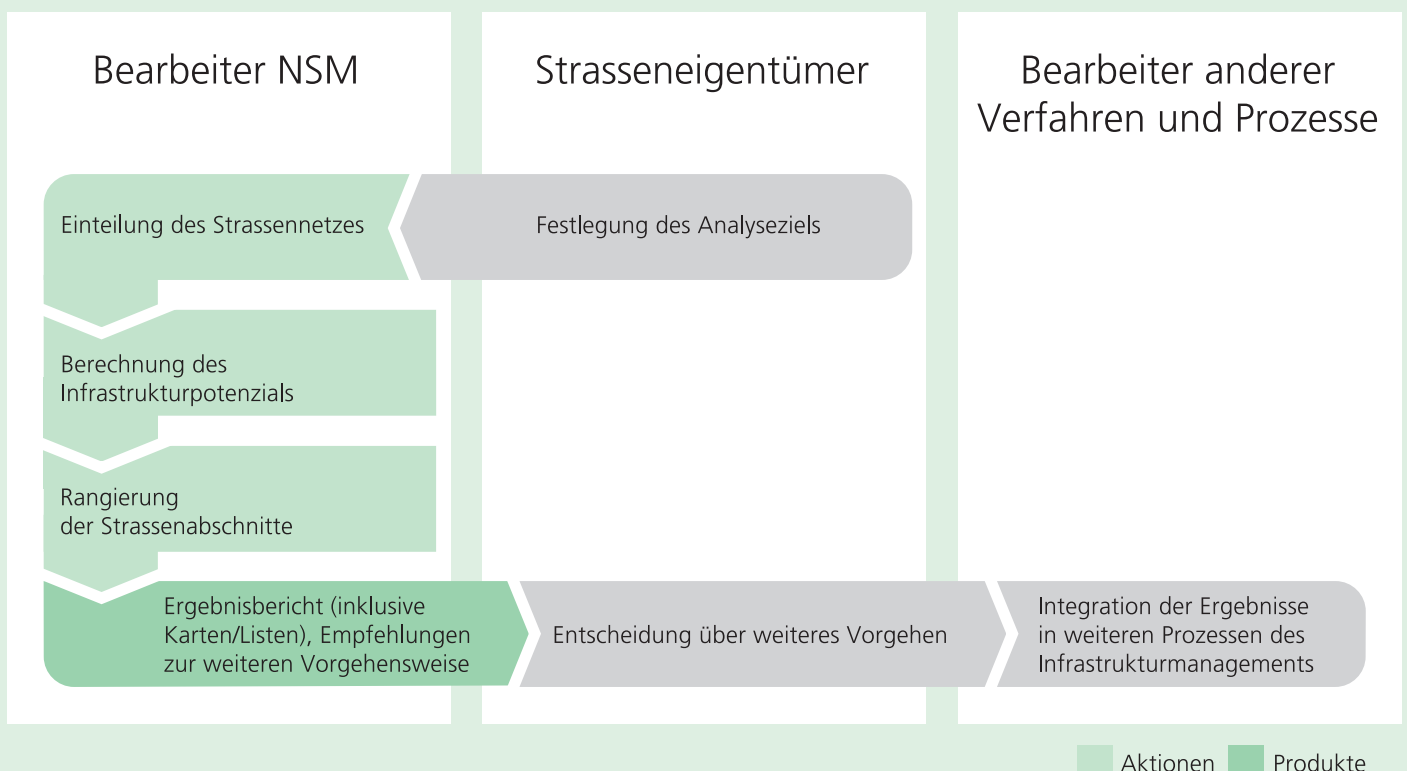 Bearbeiter NSM
Strasseneigentümer
Bearbeiter anderer
Verfahren und Prozesse
Einteilung des Strassennetzes
Festlegung des Analyseziels
Berechnung des
Infrastrukturpotenzials
Rangierung
der Strassenabschnitte
Ergebnisbericht (inklusive
Karten/Listen), Empfehlungen
zur weiteren Vorgehensweise
Entscheidung über weiteres Vorgehen
Integration der Ergebnisse
in weiteren Prozessen des
Infrastrukturmanagements
Aktionen
Produkte